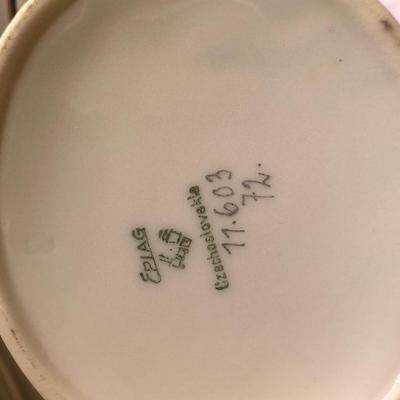 EPIAG
Czechoslovakia
11.603
72.